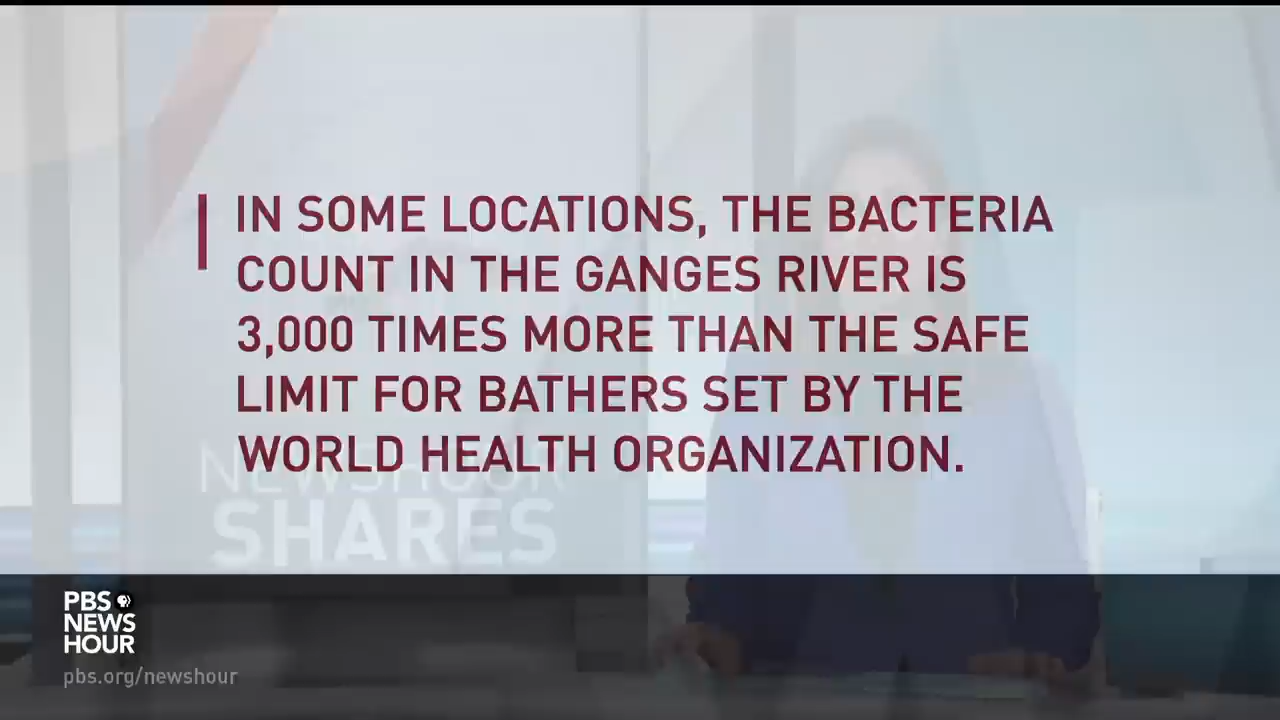 IN SOME LOCATIONS, THE BACTERIA
COUNT IN THE GANGES RIVER IS
3,000 TIMES MORE THAN THE SAFE
LIMIT FOR BATHERS SET BY THE
WORLD HEALTH ORGANIZATION.
NEWSHOUR
SHARES
PBS
NEWS
HOUR
pbs.org/newshour